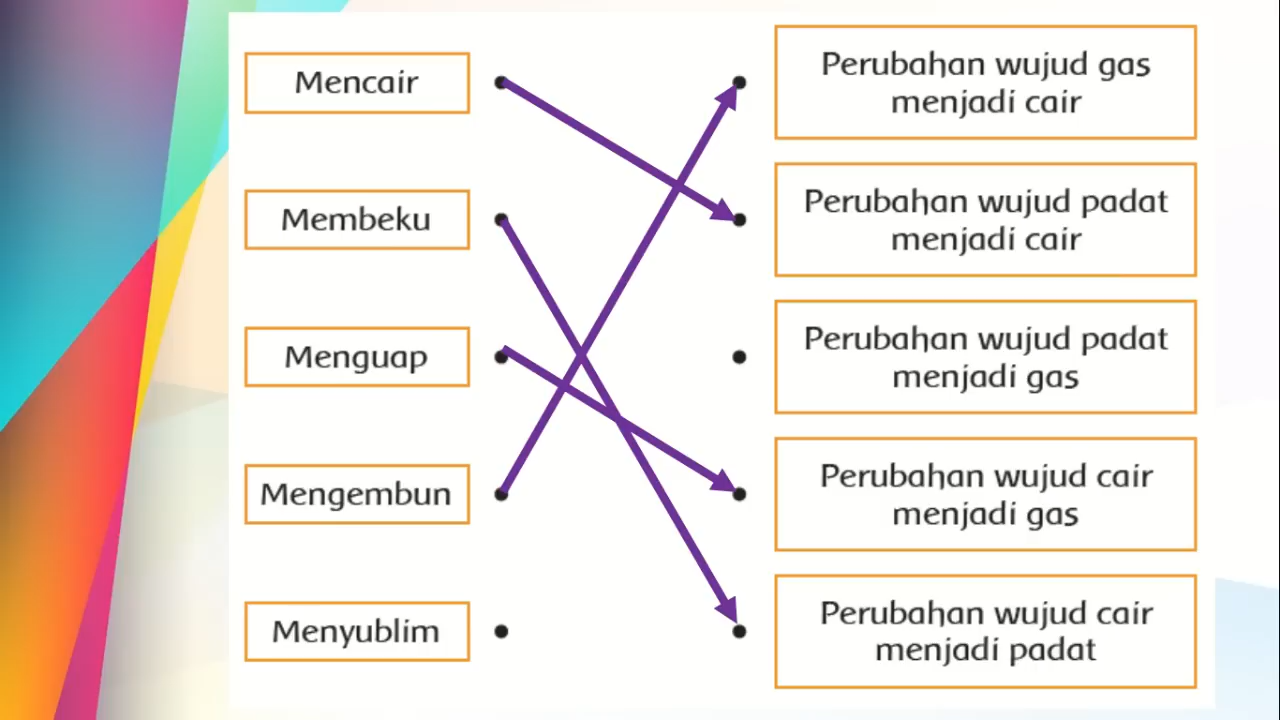 Mencair
Perubahan wujud gas
menjadi cair
Membeku
Perubahan wujud padat
menjadi cair
Menguap
Perubahan wujud padat
menjadi gas
Mengembun
Perubahan wujud cair
menjadi gas
Menyublim
Perubahan wujud cair
menjadi padat